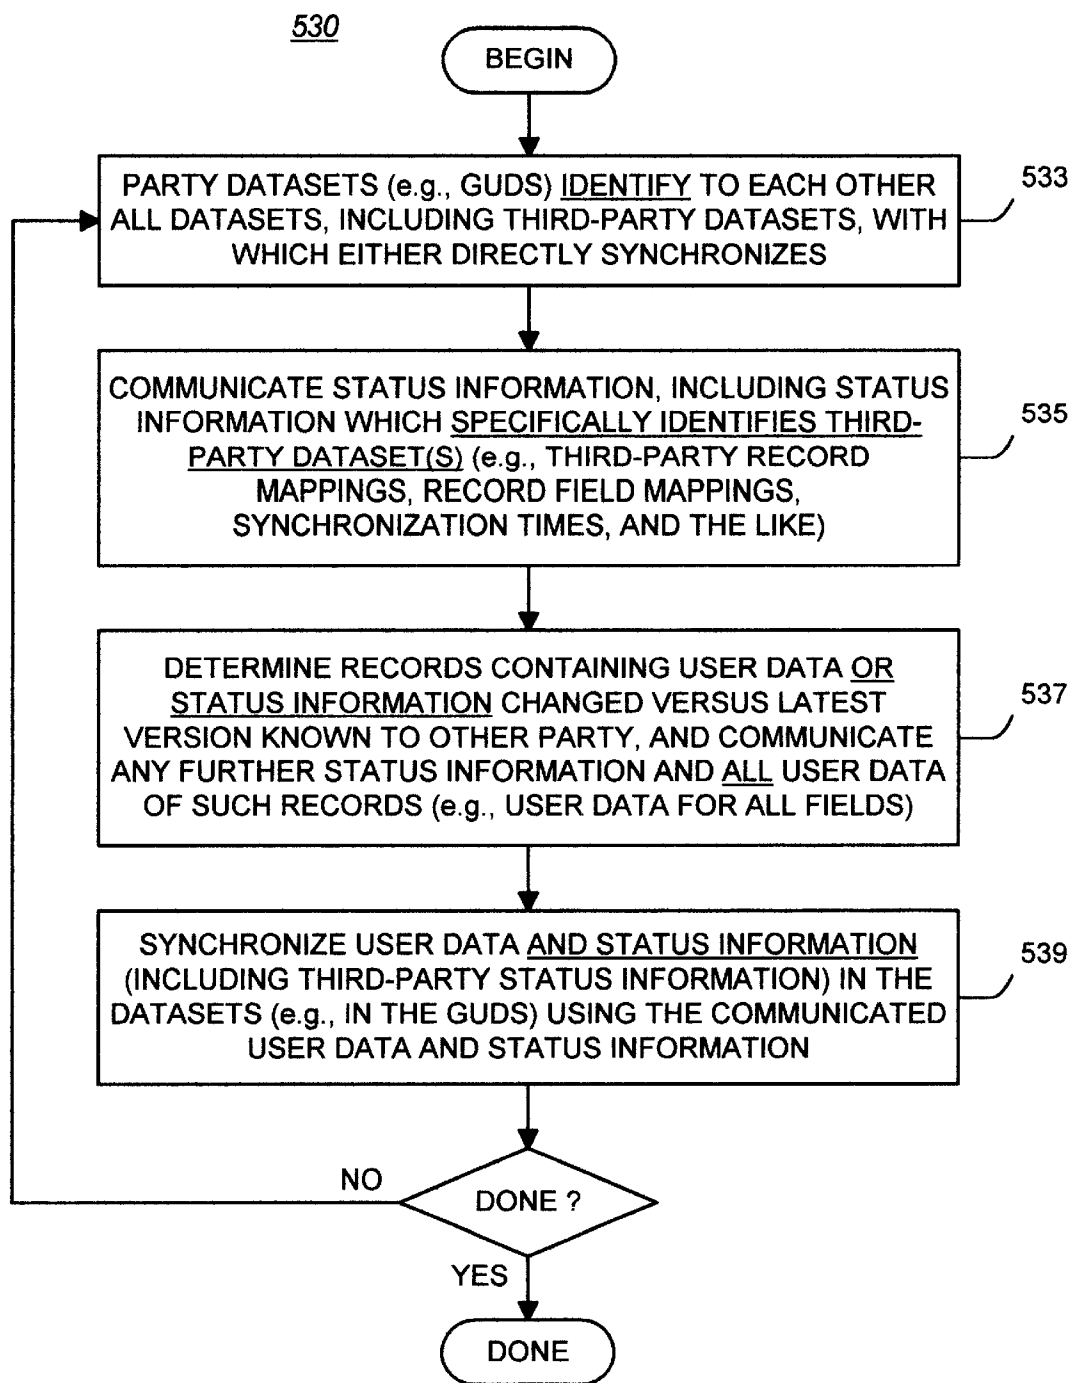 530
BEGIN
PARTY DATASETS (e.g., GUDS) IDENTIFY TO EACH OTHER
ALL DATASETS, INCLUDING THIRD-PARTY DATASETS, WITH
WHICH EITHER DIRECTLY SYNCHRONIZES
533
COMMUNICATE STATUS INFORMATION, INCLUDING STATUS
INFORMATION WHICH SPECIFICALLY IDENTIFIES THIRD-
PARTY DATASET(S) (e.g., THIRD-PARTY RECORD
MAPPINGS, RECORD FIELD MAPPINGS,
SYNCHRONIZATION TIMES, AND THE LIKE)
535
DETERMINE RECORDS CONTAINING USER DATA OR
STATUS INFORMATION CHANGED VERSUS LATEST
VERSION KNOWN TO OTHER PARTY, AND COMMUNICATE
ANY FURTHER STATUS INFORMATION AND ALL USER DATA
OF SUCH RECORDS (e.g., USER DATA FOR ALL FIELDS)
537
SYNCHRONIZE USER DATA AND STATUS INFORMATION
(INCLUDING THIRD-PARTY STATUS INFORMATION) IN THE
DATASETS (e.g., IN THE GUDS) USING THE COMMUNICATED
USER DATA AND STATUS INFORMATION
539
NO
DONE ?
YES
DONE